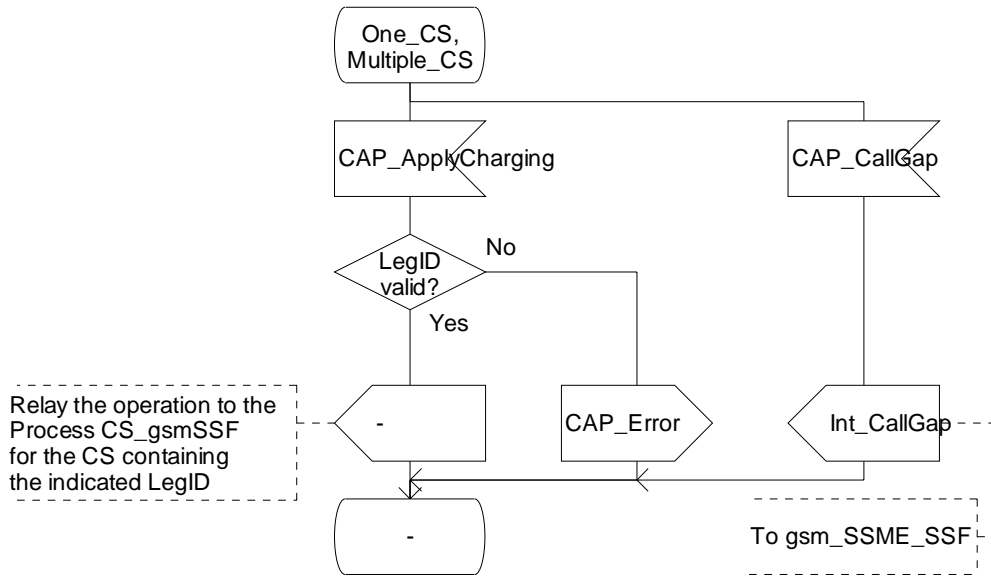 One_CS,
Multiple_CS
CAP_ApplyCharging
CAP_CallGap
LegID
valid?
No
Yes
Relay the operation to the
Process CS_gsmSSF
for the CS containing
the indicated LegID
-
CAP_Error
Int_CallGap
-
To gsm_SSME_SSF